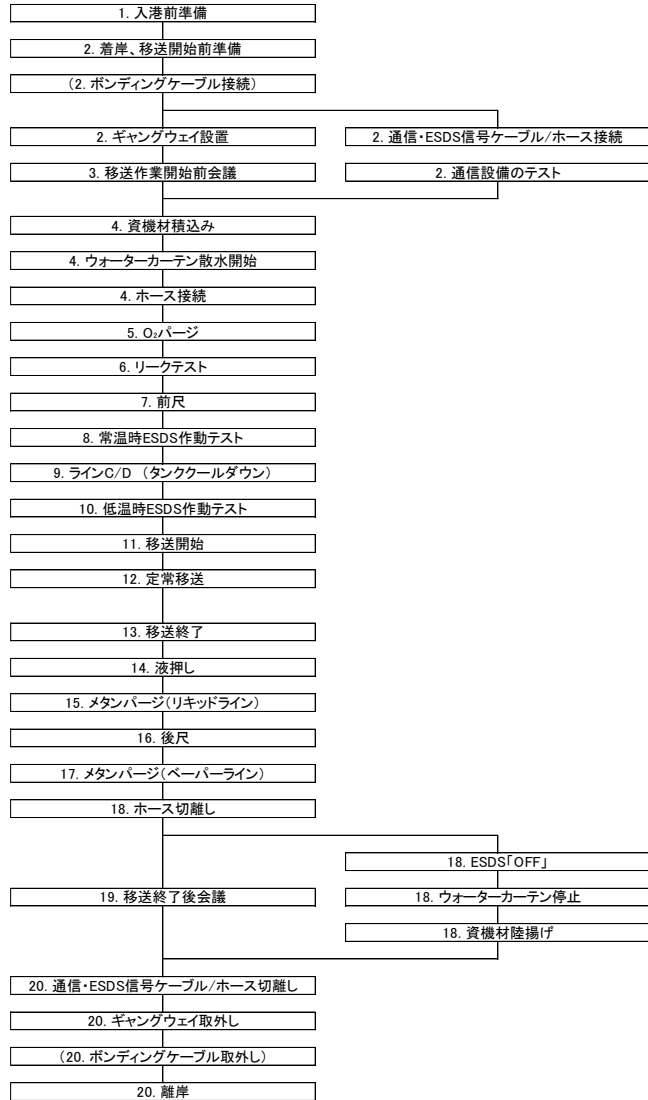 1. 入港前準備
2. 着岸、移送開始前準備
(2. ボンディングケーブル接続)
2. ギャングウェイ設置
2. 通信・ESDS信号ケーブル/ホース接続
3. 移送作業開始前会議
2. 通信設備のテスト
4. 資機材積込み
4. ウォーターカーテン散水開始
4. ホース接続
5. O₂パージ
6. リークテスト
7. 前尺
8. 常温時ESDS作動テスト
9. ラインC/D (タンククールダウン)
10. 低温時ESDS作動テスト
11. 移送開始
12. 定常移送
13. 移送終了
14. 液押し
15. メタンパージ(リキッドライン)
16. 後尺
17. メタンパージ(ベーパーライン)
18. ホース切離し
18. ESDS「OFF」
19. 移送終了後会議
18. ウォーターカーテン停止
18. 資機材陸揚げ
20. 通信・ESDS信号ケーブル/ホース切離し
20. ギャングウェイ取外し
(20. ボンディングケーブル取外し)
20. 離岸